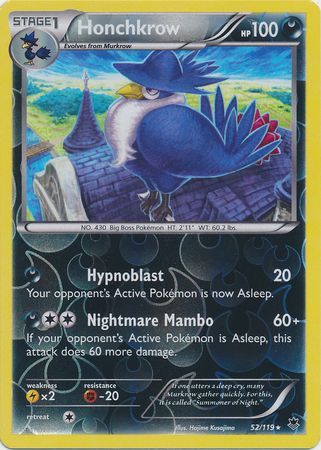 STAGE1
Honchkrow
HP 100
Evolves from Murkrow
NO. 430 Big Boss Pokémon HT: 2'11" WT: 60.2 lbs.
Hypnoblast 20
Your opponent's Active Pokémon is now Asleep.
Nightmare Mambo 60+
If your opponent's Active Pokémon is Asleep, this
attack does 60 more damage.
weakness resistance
×2 -20
retreat
If one utters a deep cry, many
Murkrow gather quickly. For this,
it is called "Summoner of Night."
Illus. Hajime Kusajima
52/119 ★